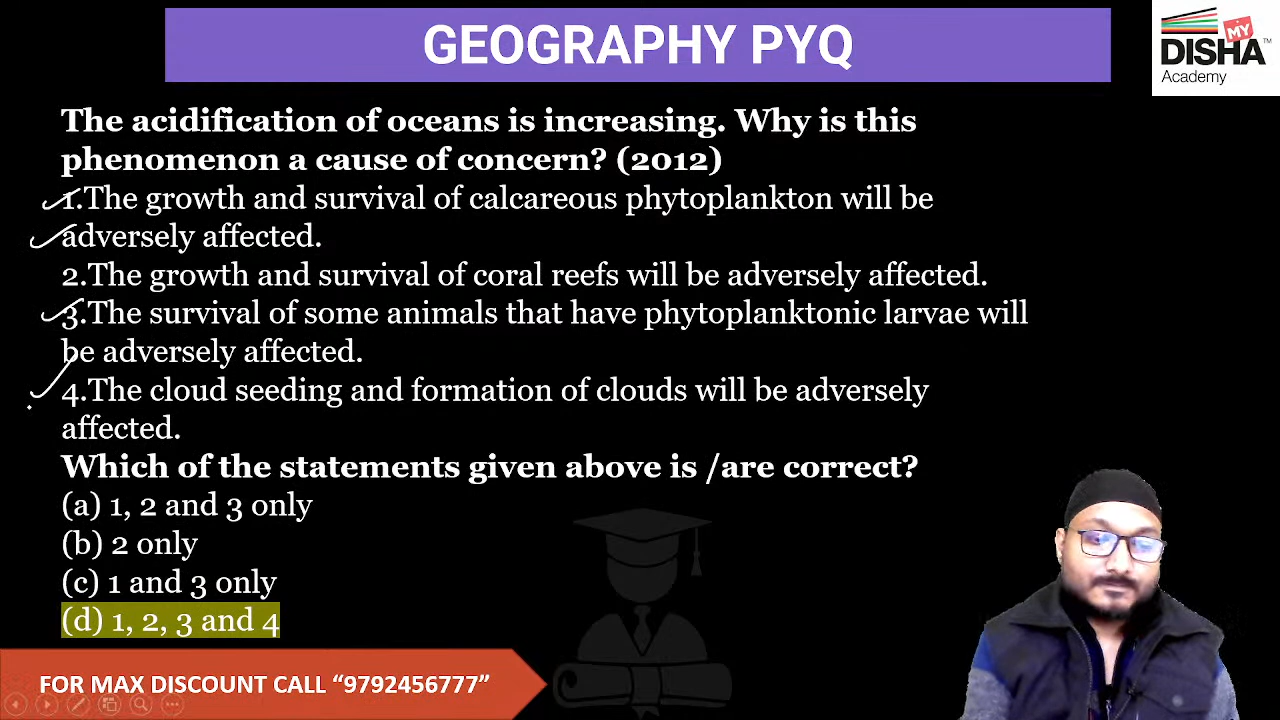 GEOGRAPHY PYQ
MY
DISHA™
Academy
The acidification of oceans is increasing. Why is this
phenomenon a cause of concern? (2012)
1.The growth and survival of calcareous phytoplankton will be
adversely affected.
2.The growth and survival of coral reefs will be adversely affected.
3.The survival of some animals that have phytoplanktonic larvae will
be adversely affected.
4.The cloud seeding and formation of clouds will be adversely
affected.
Which of the statements given above is /are correct?
(a) 1, 2 and 3 only
(b) 2 only
(c) 1 and 3 only
(d) 1, 2, 3 and 4
FOR MAX DISCOUNT CALL “9792456777”